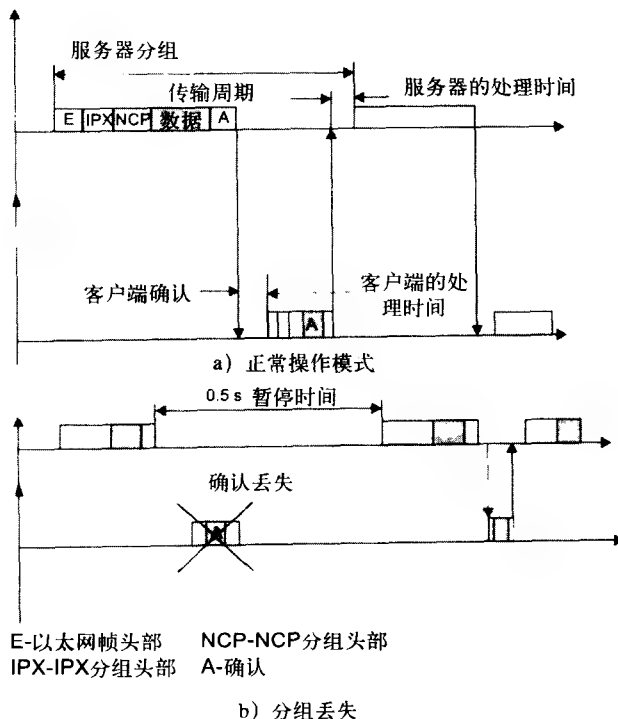 服务器分组
传输周期
服务器的处理时间
E IPX NCP 数据 A
客户端确认
客户端的处
理时间
A
a）正常操作模式
0.5 s 暂停时间
确认丢失
A
E-以太网帧头部 NCP-NCP分组头部
IPX-IPX分组头部 A-确认
b）分组丢失